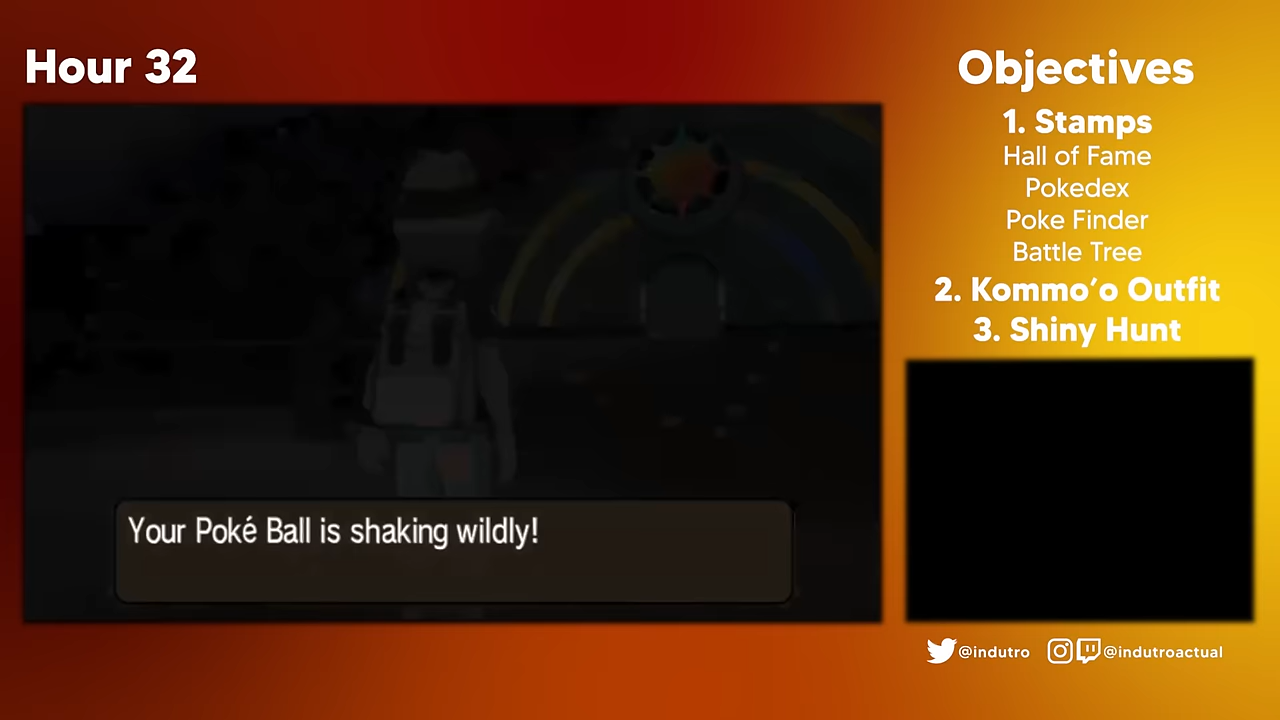 Hour 32
Your Poké Ball is shaking wildly!
Objectives
1. Stamps
Hall of Fame
Pokedex
Poke Finder
Battle Tree
2. Kommo’o Outfit
3. Shiny Hunt
@indutro @indutroactual